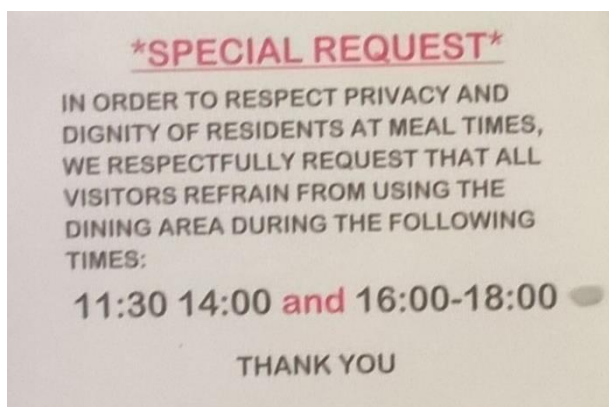 *SPECIAL REQUEST*
IN ORDER TO RESPECT PRIVACY AND
DIGNITY OF RESIDENTS AT MEAL TIMES,
WE RESPECTFULLY REQUEST THAT ALL
VISITORS REFRAIN FROM USING THE
DINING AREA DURING THE FOLLOWING
TIMES:
11:30 14:00 and 16:00-18:00
THANK YOU